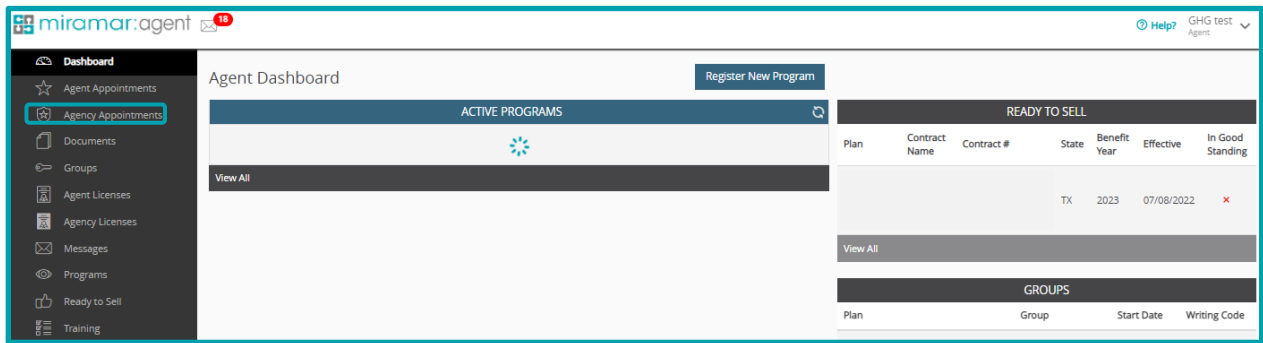 miramar:agent 18
Help? GHG test
Agent
Dashboard
Agent Appointments
Agency Appointments
Documents
Groups
Agent Licenses
Agency Licenses
Messages
Programs
Ready to Sell
Training
Agent Dashboard
Register New Program
ACTIVE PROGRAMS
View All
READY TO SELL
Plan Contract Name Contract # State Benefit Year Effective In Good Standing
TX 2023 07/08/2022 ×
View All
GROUPS
Plan Group Start Date Writing Code